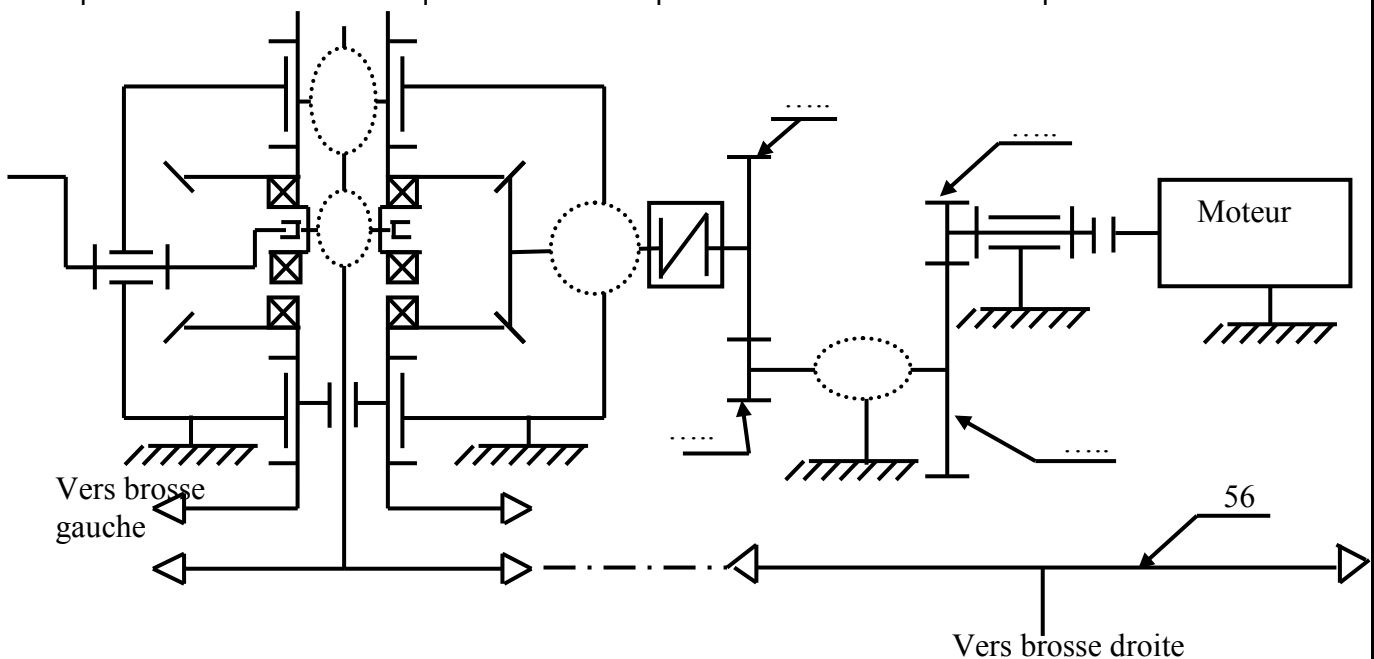 .....
.....
Moteur
.....
.....
Vers brosse
gauche
56
Vers brosse droite